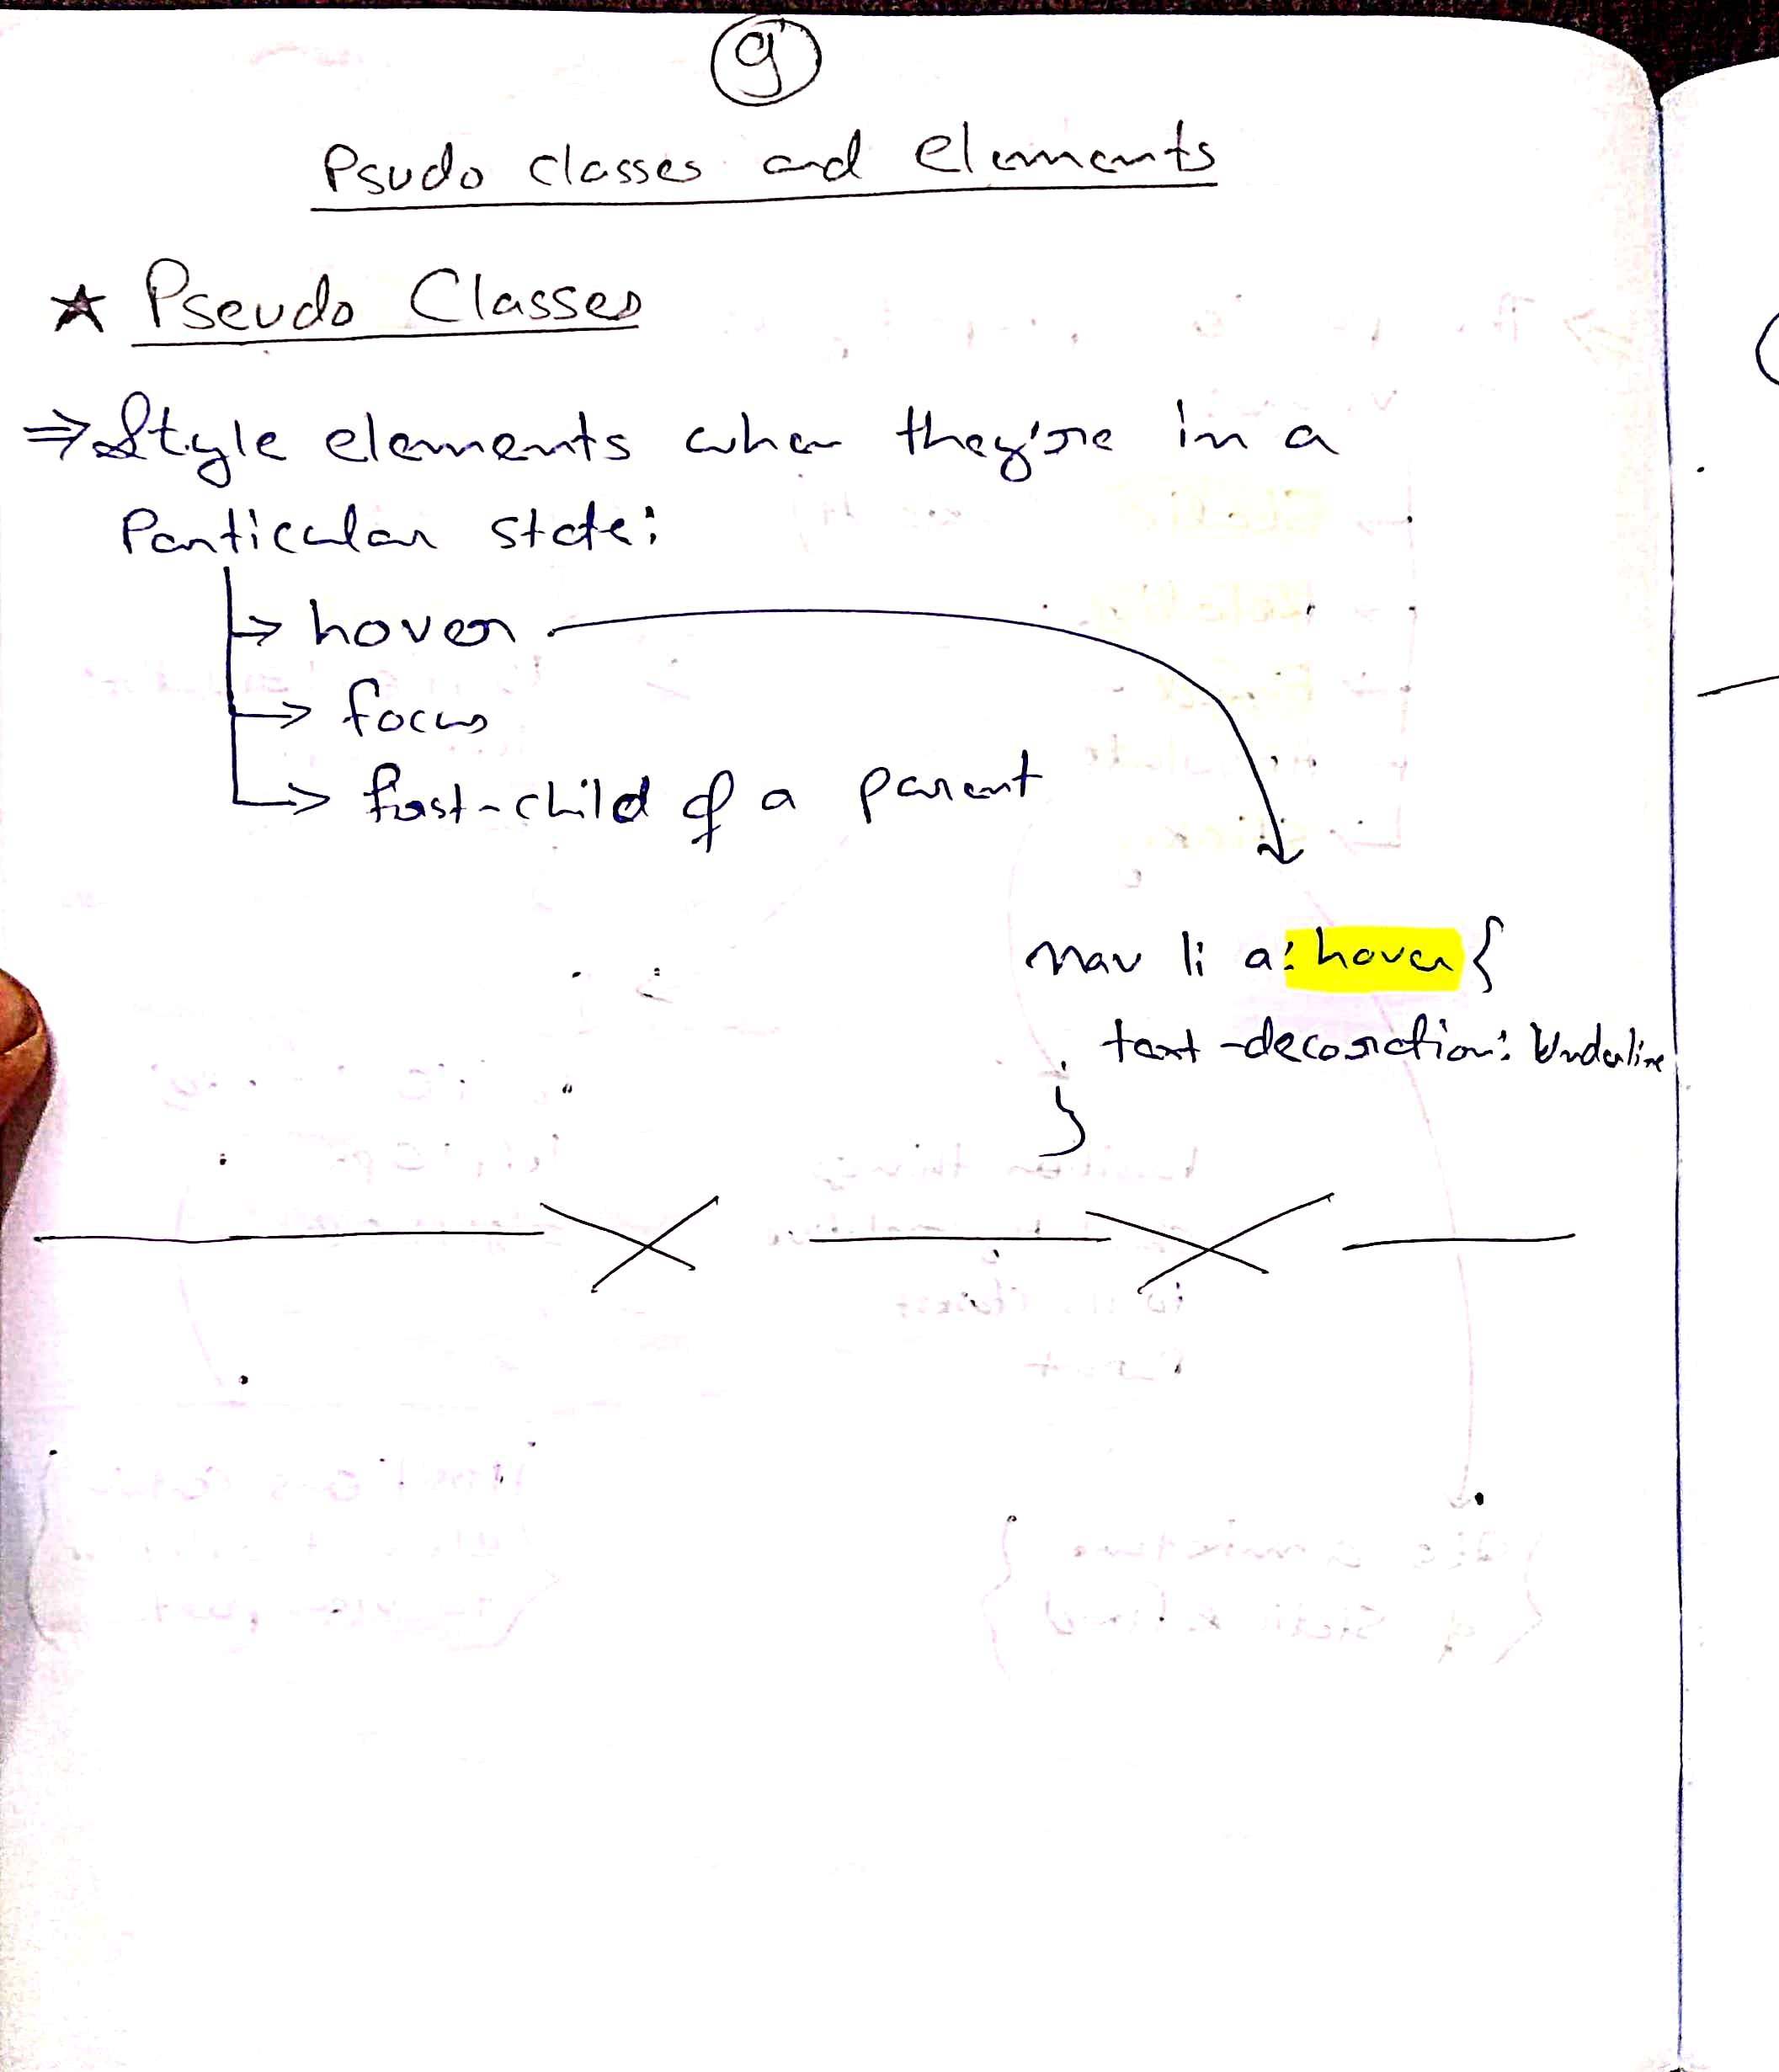 9
Psudo classes and elements
★ Pseudo Classes
⇒ Style elements when they're in a
Particular state:
→ hover
→ focus
→ first-child of a parent
nav li a:hover {
text-decoration: Underline
}